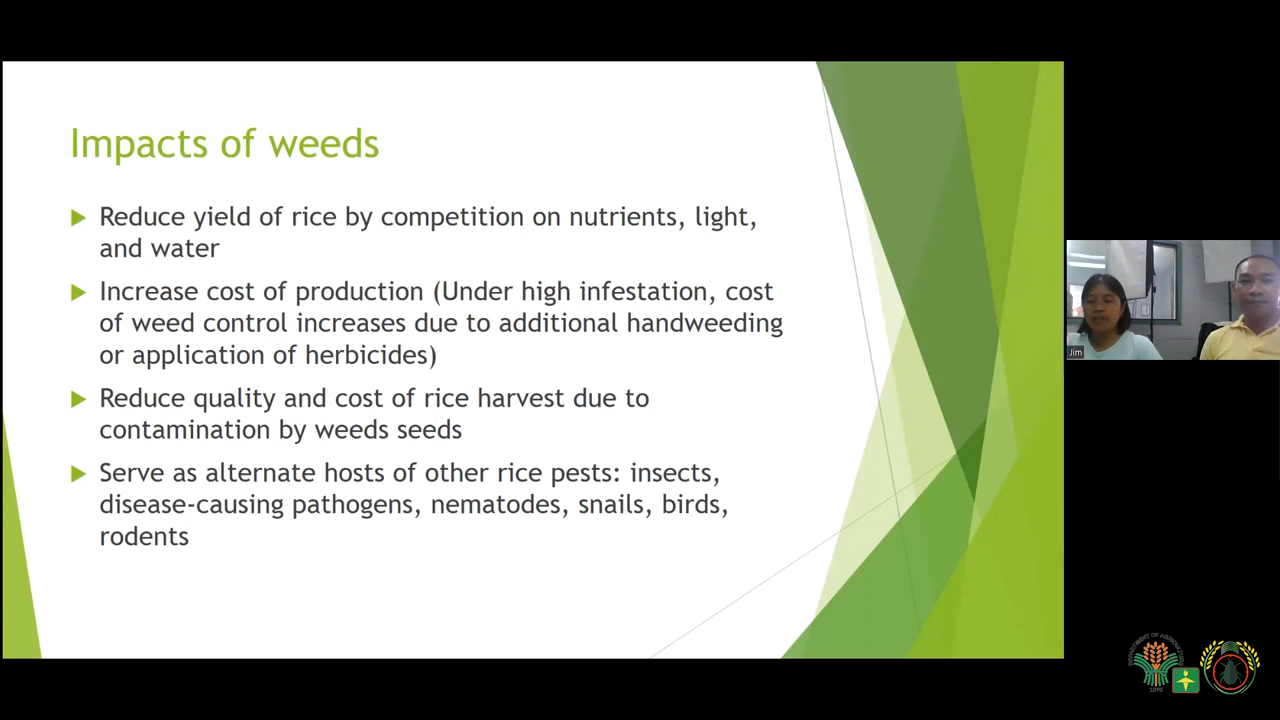 Impacts of weeds
Reduce yield of rice by competition on nutrients, light,
and water
Increase cost of production (Under high infestation, cost
of weed control increases due to additional handweeding
or application of herbicides)
Reduce quality and cost of rice harvest due to
contamination by weeds seeds
Serve as alternate hosts of other rice pests: insects,
disease-causing pathogens, nematodes, snails, birds,
rodents
Jim
DEPARTMENT OF AGRICULTURE